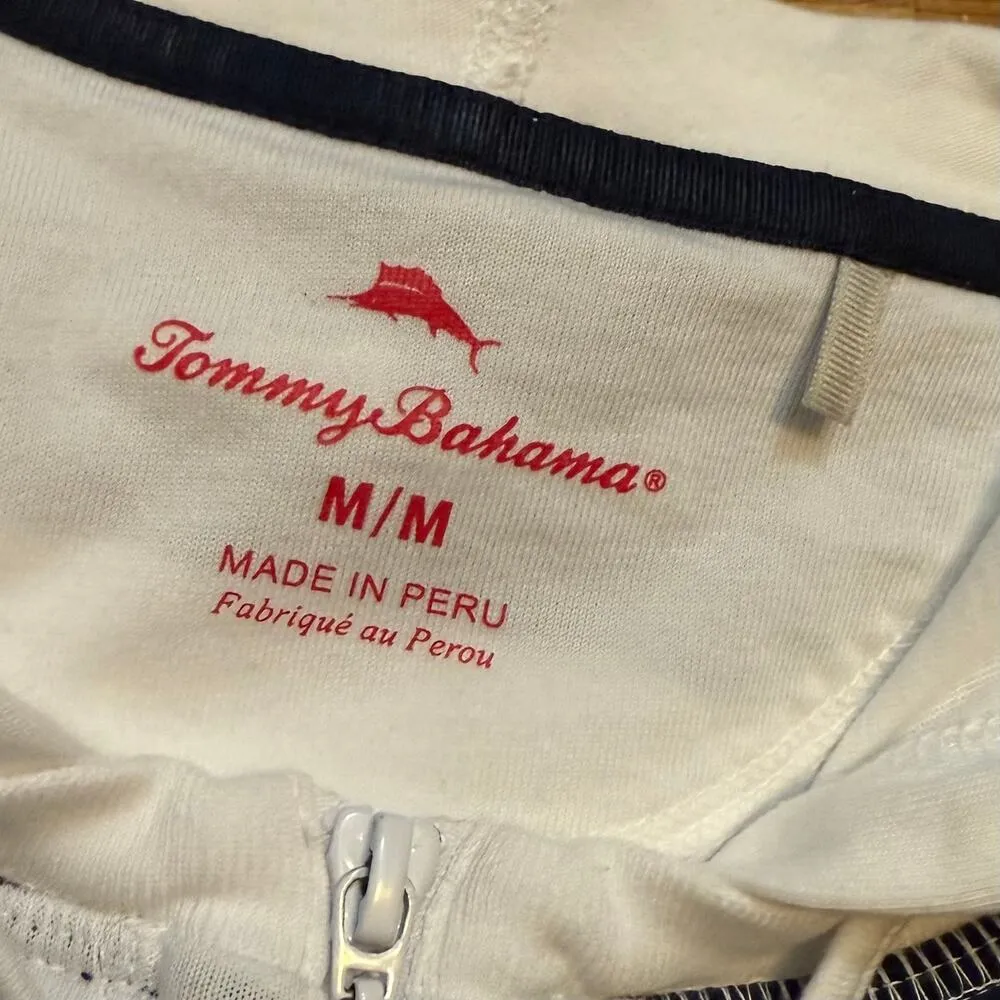 Tommy Bahama®
M/M
MADE IN PERU
Fabriqué au Perou